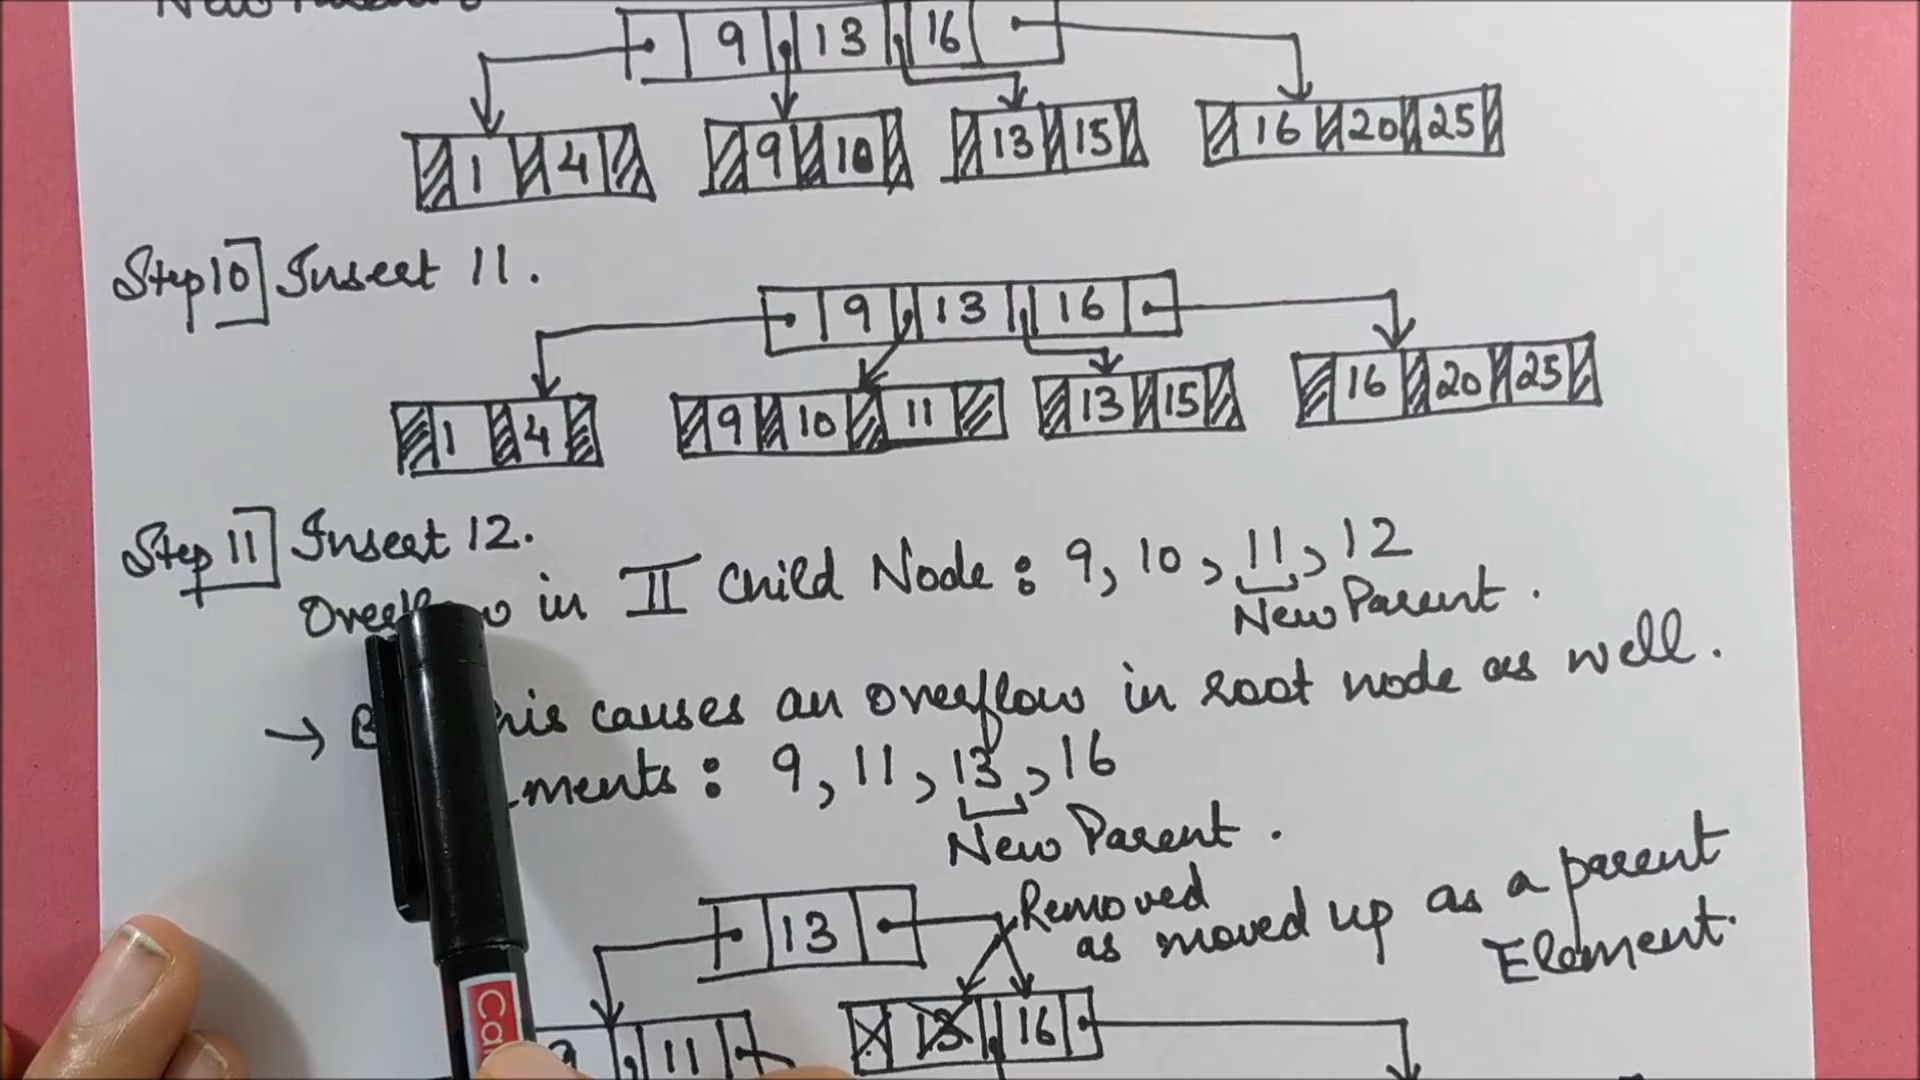 9 13 16
1 4 9 10 13 15 16 20 25
Step 10] Insert 11.
9 13 16
1 4 9 10 11 13 15 16 20 25
Step 11] Insert 12.
in II Child Node : 9, 10, 11, 12
New Parent.
→ causes an overflow in root node as well.
: 9, 11, 13, 16
New Parent.
13 Removed
as moved up as a parent
Element.
11 13 16